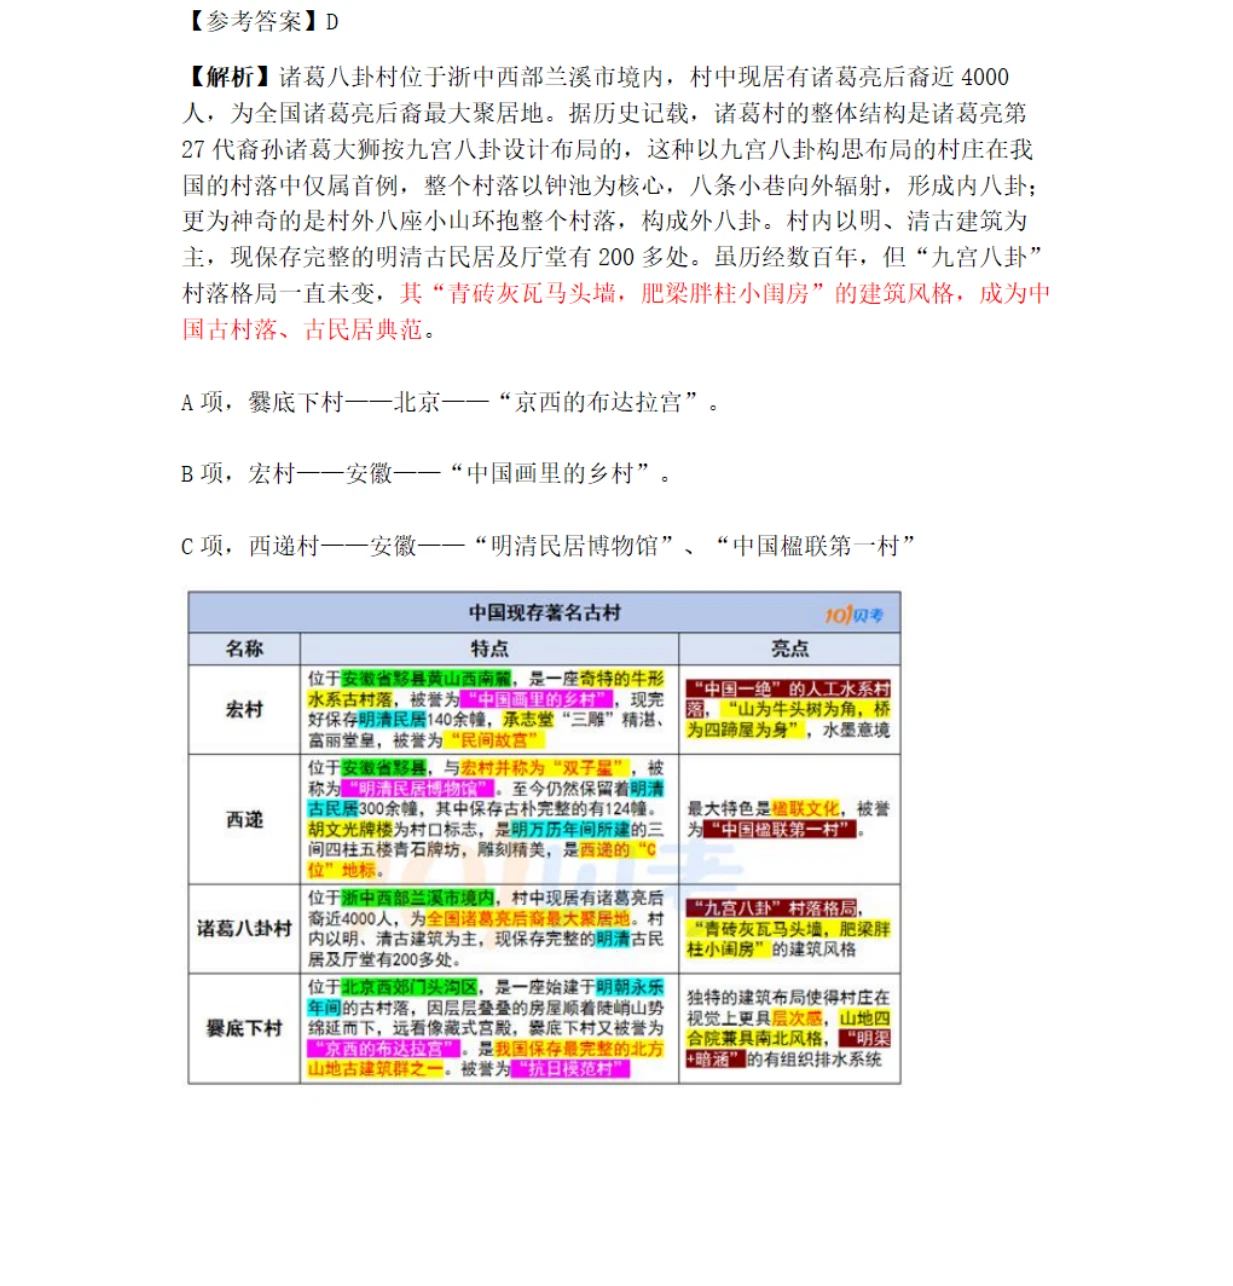 【参考答案】D
【解析】诸葛八卦村位于浙中西部兰溪市境内，村中现居有诸葛亮后裔近 4000
人，为全国诸葛亮后裔最大聚居地。据历史记载，诸葛村的整体结构是诸葛亮第
27 代裔孙诸葛大狮按九宫八卦设计布局的，这种以九宫八卦构思布局的村庄在我
国的村落中仅属首例，整个村落以钟池为核心，八条小巷向外辐射，形成内八卦；
更为神奇的是村外八座小山环抱整个村落，构成外八卦。村内以明、清古建筑为
主，现保存完整的明清古民居及厅堂有 200 多处。虽历经数百年，但“九宫八卦”
村落格局一直未变，其“青砖灰瓦马头墙，肥梁胖柱小闺房”的建筑风格，成为中
国古村落、古民居典范。
A 项，爨底下村——北京——“京西的布达拉宫”。
B 项，宏村——安徽——“中国画里的乡村”。
C 项，西递村——安徽——“明清民居博物馆”、“中国楹联第一村”
中国现存著名古村
101贝考
名称 特点 亮点
宏村
位于安徽省黟县黄山西南麓，是一座奇特的牛形
水系古村落，被誉为“中国画里的乡村”，现完
好保存明清民居140余幢，承志堂“三雕”精湛、
富丽堂皇，被誉为“民间故宫”
“中国一绝”的人工水系村
落，“山为牛头树为角，桥
为四蹄屋为身”，水墨意境
西递
位于安徽省黟县，与宏村并称为“双子星”，被
称为“明清民居博物馆”。至今仍然保留着明清
古民居300余幢，其中保存古朴完整的有124幢。
胡文光牌楼为村口标志，是明万历年间所建的三
间四柱五楼青石牌坊，雕刻精美，是西递的“C
位”地标。
最大特色是楹联文化，被誉
为“中国楹联第一村”。
诸葛八卦村
位于浙中西部兰溪市境内，村中现居有诸葛亮后
裔近4000人，为全国诸葛亮后裔最大聚居地。村
内以明、清古建筑为主，现保存完整的明清古民
居及厅堂有200多处。
“九宫八卦”村落格局，
“青砖灰瓦马头墙，肥梁胖
柱小闺房”的建筑风格
爨底下村
位于北京西郊门头沟区，是一座始建于明朝永乐
年间的古村落，因层层叠叠的房屋顺着陡峭山势
绵延而下，远看像藏式宫殿，爨底下村又被誉为
“京西的布达拉宫”。是我国保存最完整的北方
山地古建筑群之一。被誉为“抗日模范村”
独特的建筑布局使得村庄在
视觉上更具层次感，山地四
合院兼具南北风格，“明渠
+暗涵”的有组织排水系统